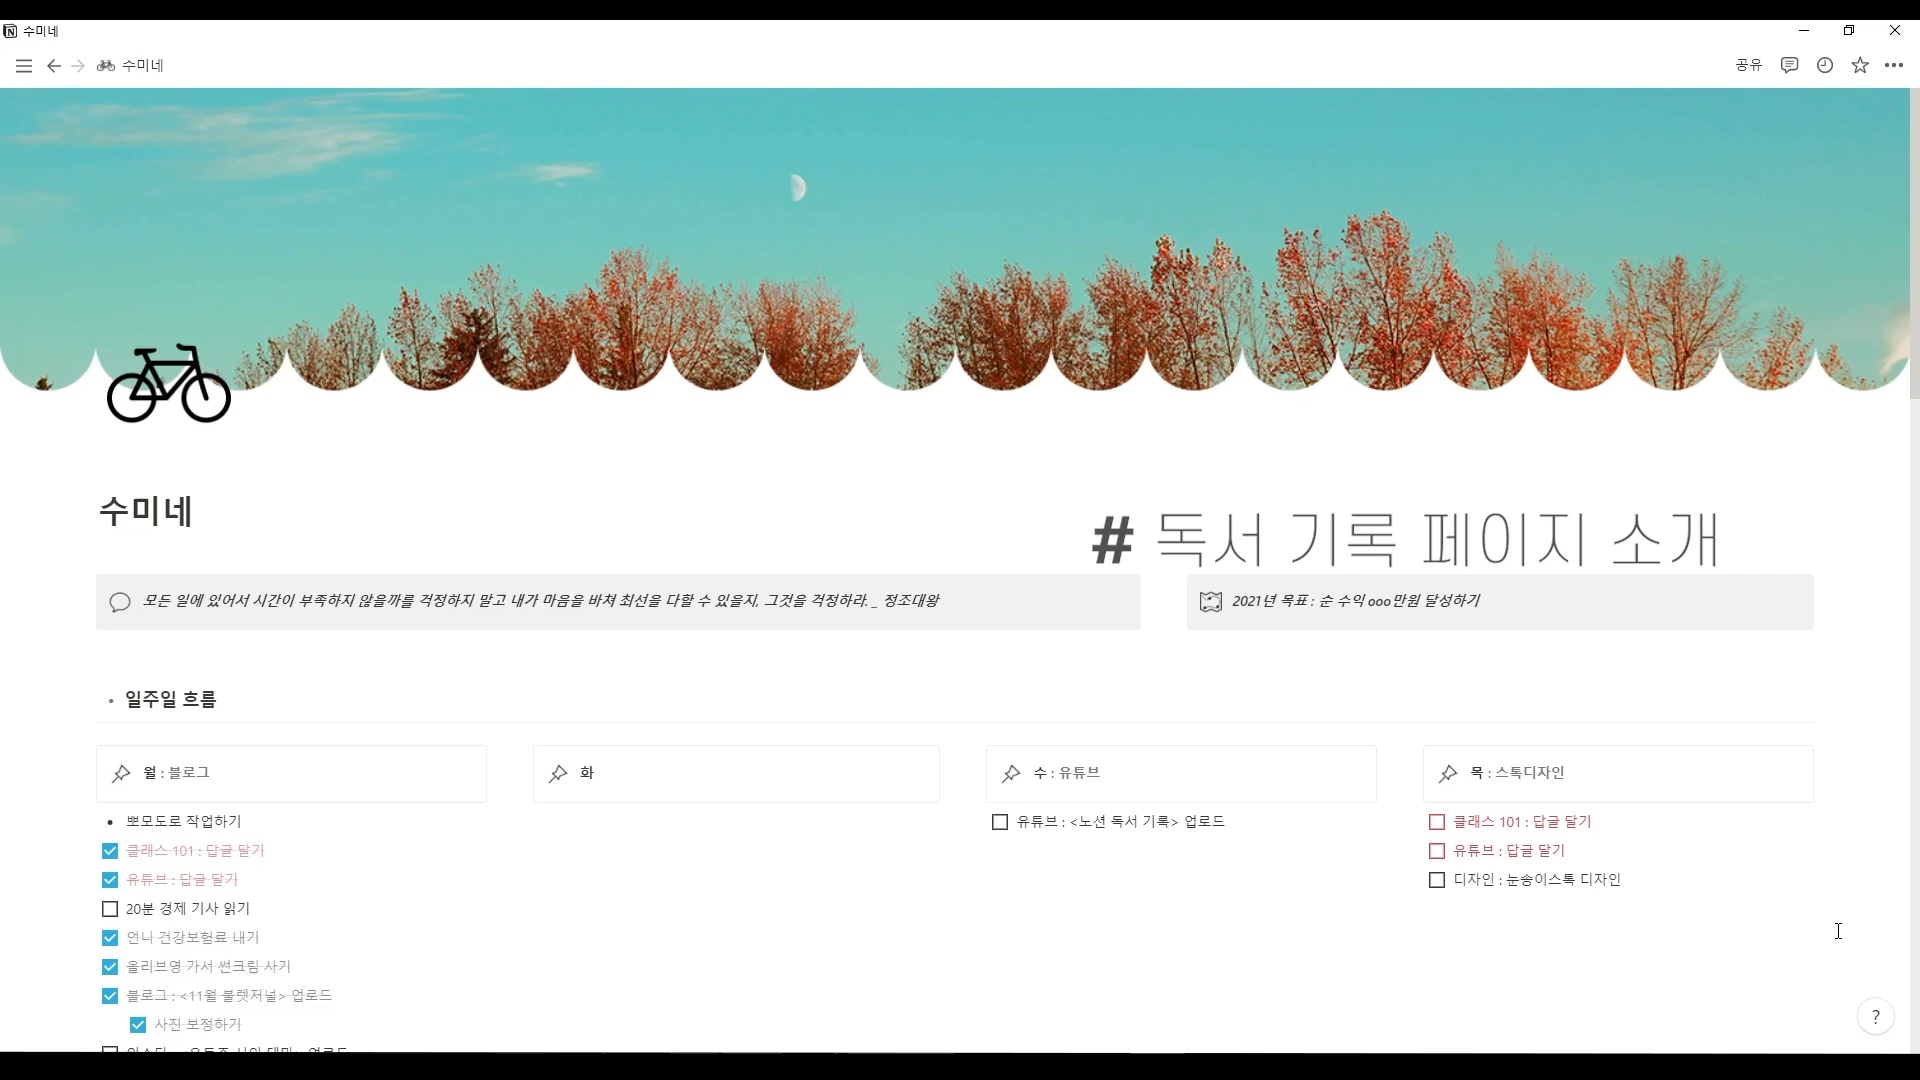 수미네
수미네
공유
수미네
# 독서 기록 페이지 소개
모든 일에 있어서 시간이 부족하지 않을까를 걱정하지 말고 내가 마음을 바쳐 최선을 다할 수 있을지, 그것을 걱정하라. _ 정조대왕
2021년 목표 : 순 수익 ooo만원 달성하기
• 일주일 흐름
월 : 블로그
화
수 : 유튜브
목 : 스톡디자인
• 뽀모도로 작업하기
클래스 101 : 답글 달기
유튜브 : 답글 달기
20분 경제 기사 읽기
언니 건강보험료 내기
올리브영 가서 썬크림 사기
블로그 : <11월 불렛저널> 업로드
사진 보정하기
유튜브 : <노션 독서 기록> 업로드
클래스 101 : 답글 달기
유튜브 : 답글 달기
디자인 : 눈송이스톡 디자인
?